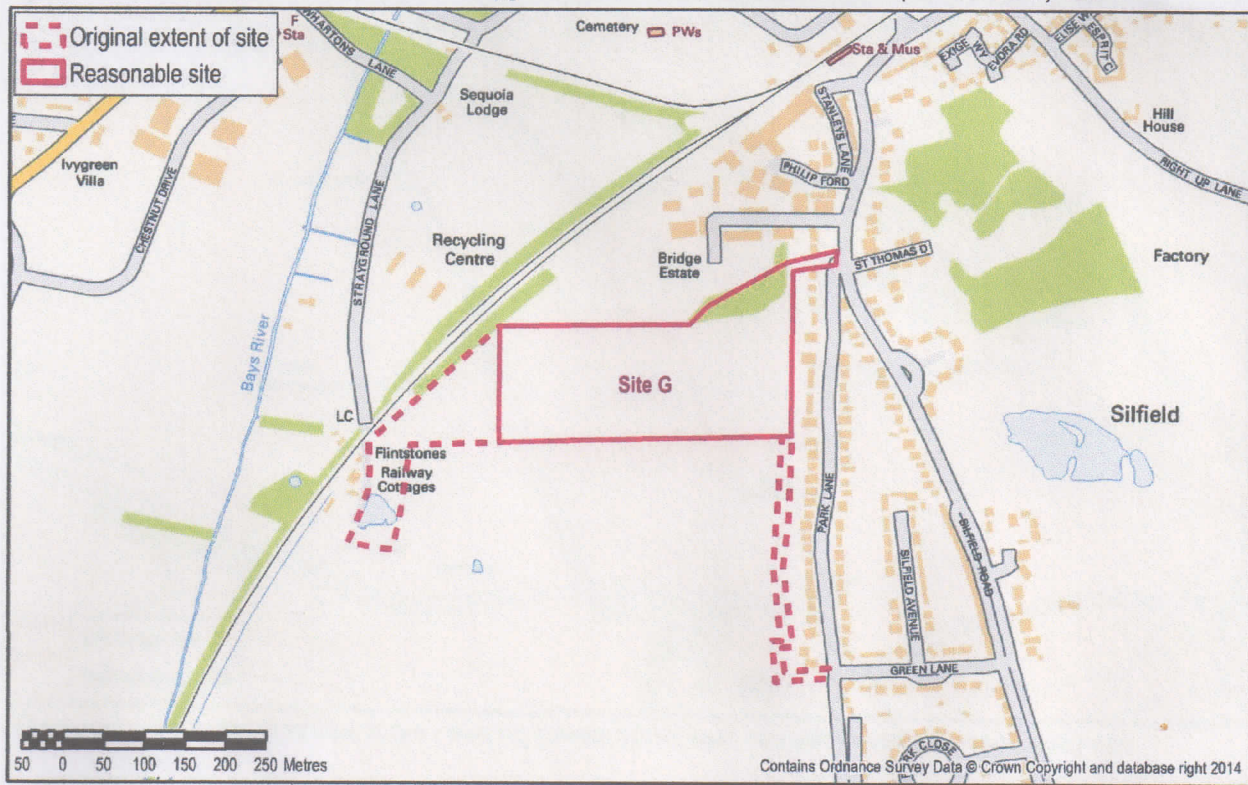 Original extent of site
Reasonable site
F
Sta
WHARTONS LANE
Cemetery
PWs
Sta & Mus
EXIGE WY
EVORA RD
ELISE W
ESPRIT C
Sequoia
Lodge
STANLEYS LANE
Hill
House
Ivygreen
Villa
CHESTNUT DRIVE
STRAYGROUND LANE
PHILIP FORD
RIGHT UP LANE
Recycling
Centre
Bridge
Estate
ST THOMAS D
Factory
Bays River
Site G
LC
Silfield
Flintstones
Railway
Cottages
PARK LANE
SILFIELD AVENUE
SILFIELD ROAD
GREEN LANE
PARK CLOSE
50 0 50 100 150 200 250 Metres
Contains Ordnance Survey Data © Crown Copyright and database right 2014